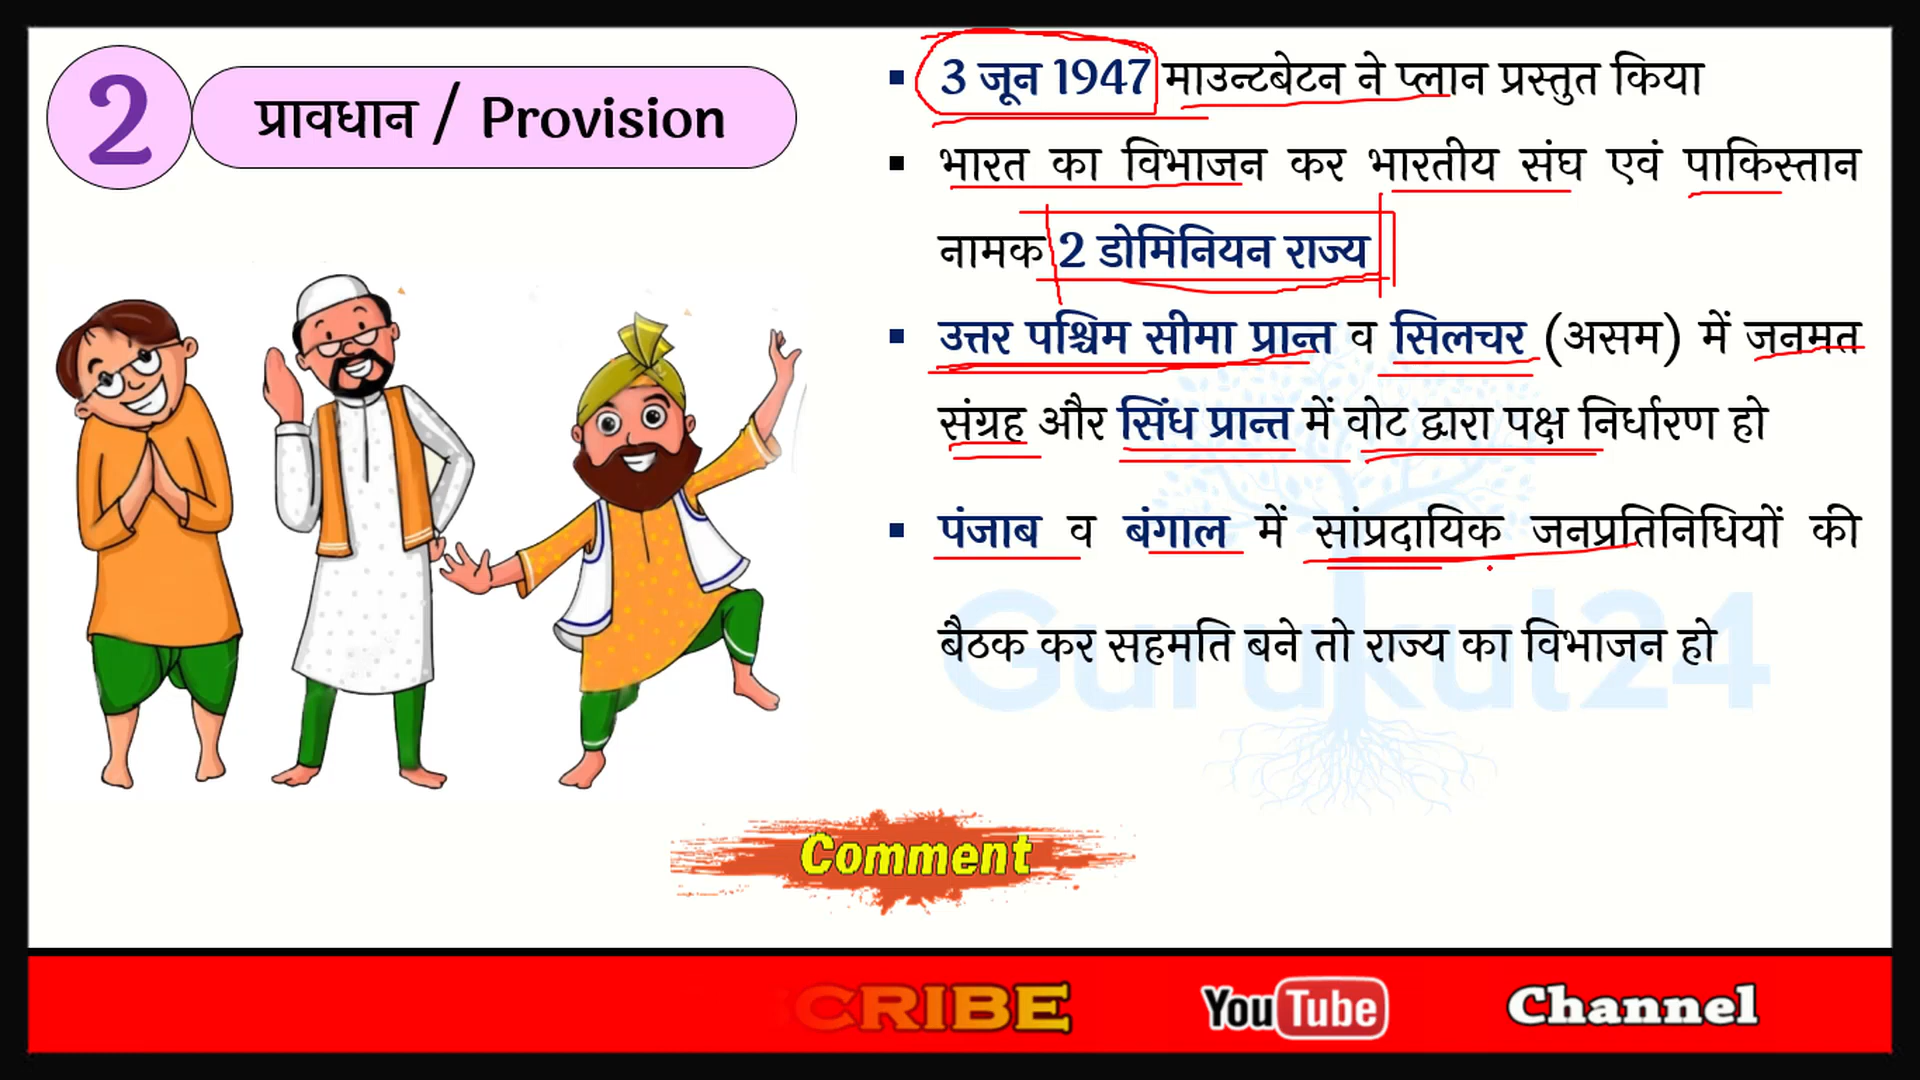 2
प्रावधान / Provision
▪ 3 जून 1947 माउन्टबेटन ने प्लान प्रस्तुत किया
▪ भारत का विभाजन कर भारतीय संघ एवं पाकिस्तान
नामक 2 डोमिनियन राज्य
▪ उत्तर पश्चिम सीमा प्रान्त व सिलचर (असम) में जनमत
संग्रह और सिंध प्रान्त में वोट द्वारा पक्ष निर्धारण हो
▪ पंजाब व बंगाल में सांप्रदायिक जनप्रतिनिधियों की
बैठक कर सहमति बने तो राज्य का विभाजन हो
Gurukul24
Comment
CRIBE YouTube Channel